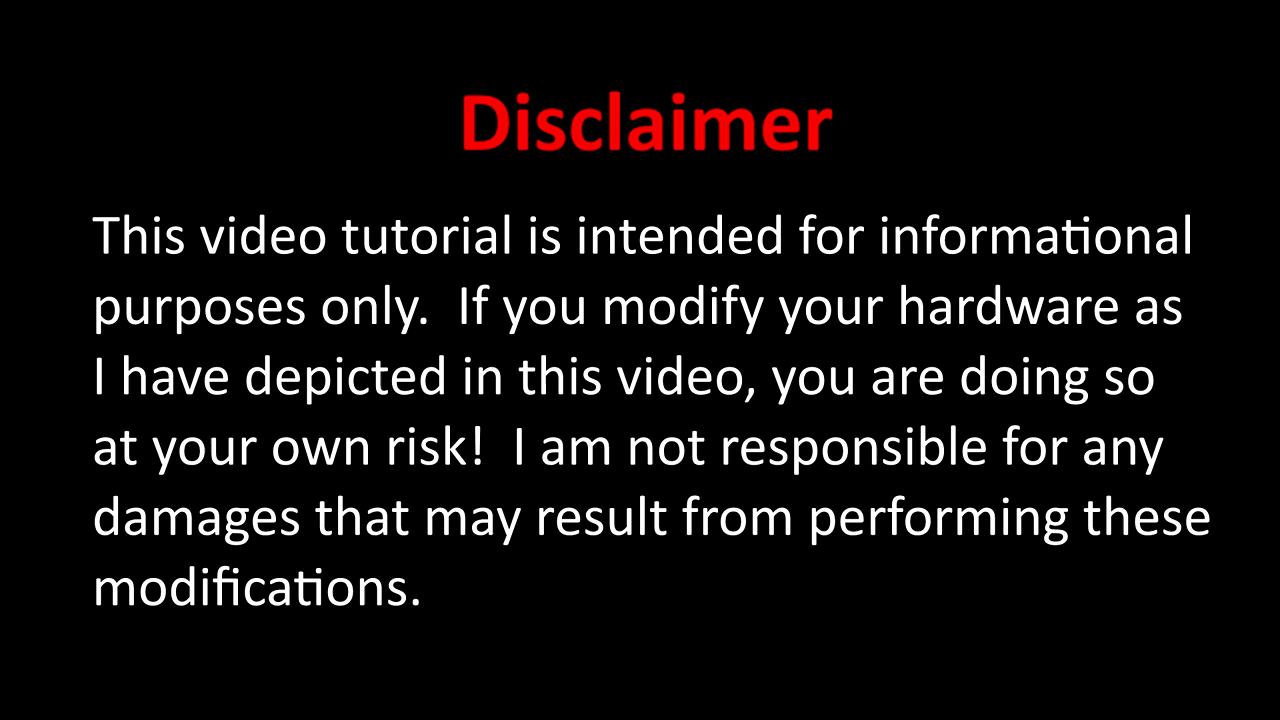 Disclaimer
This video tutorial is intended for informational
purposes only.  If you modify your hardware as
I have depicted in this video, you are doing so
at your own risk!  I am not responsible for any
damages that may result from performing these
modifications.